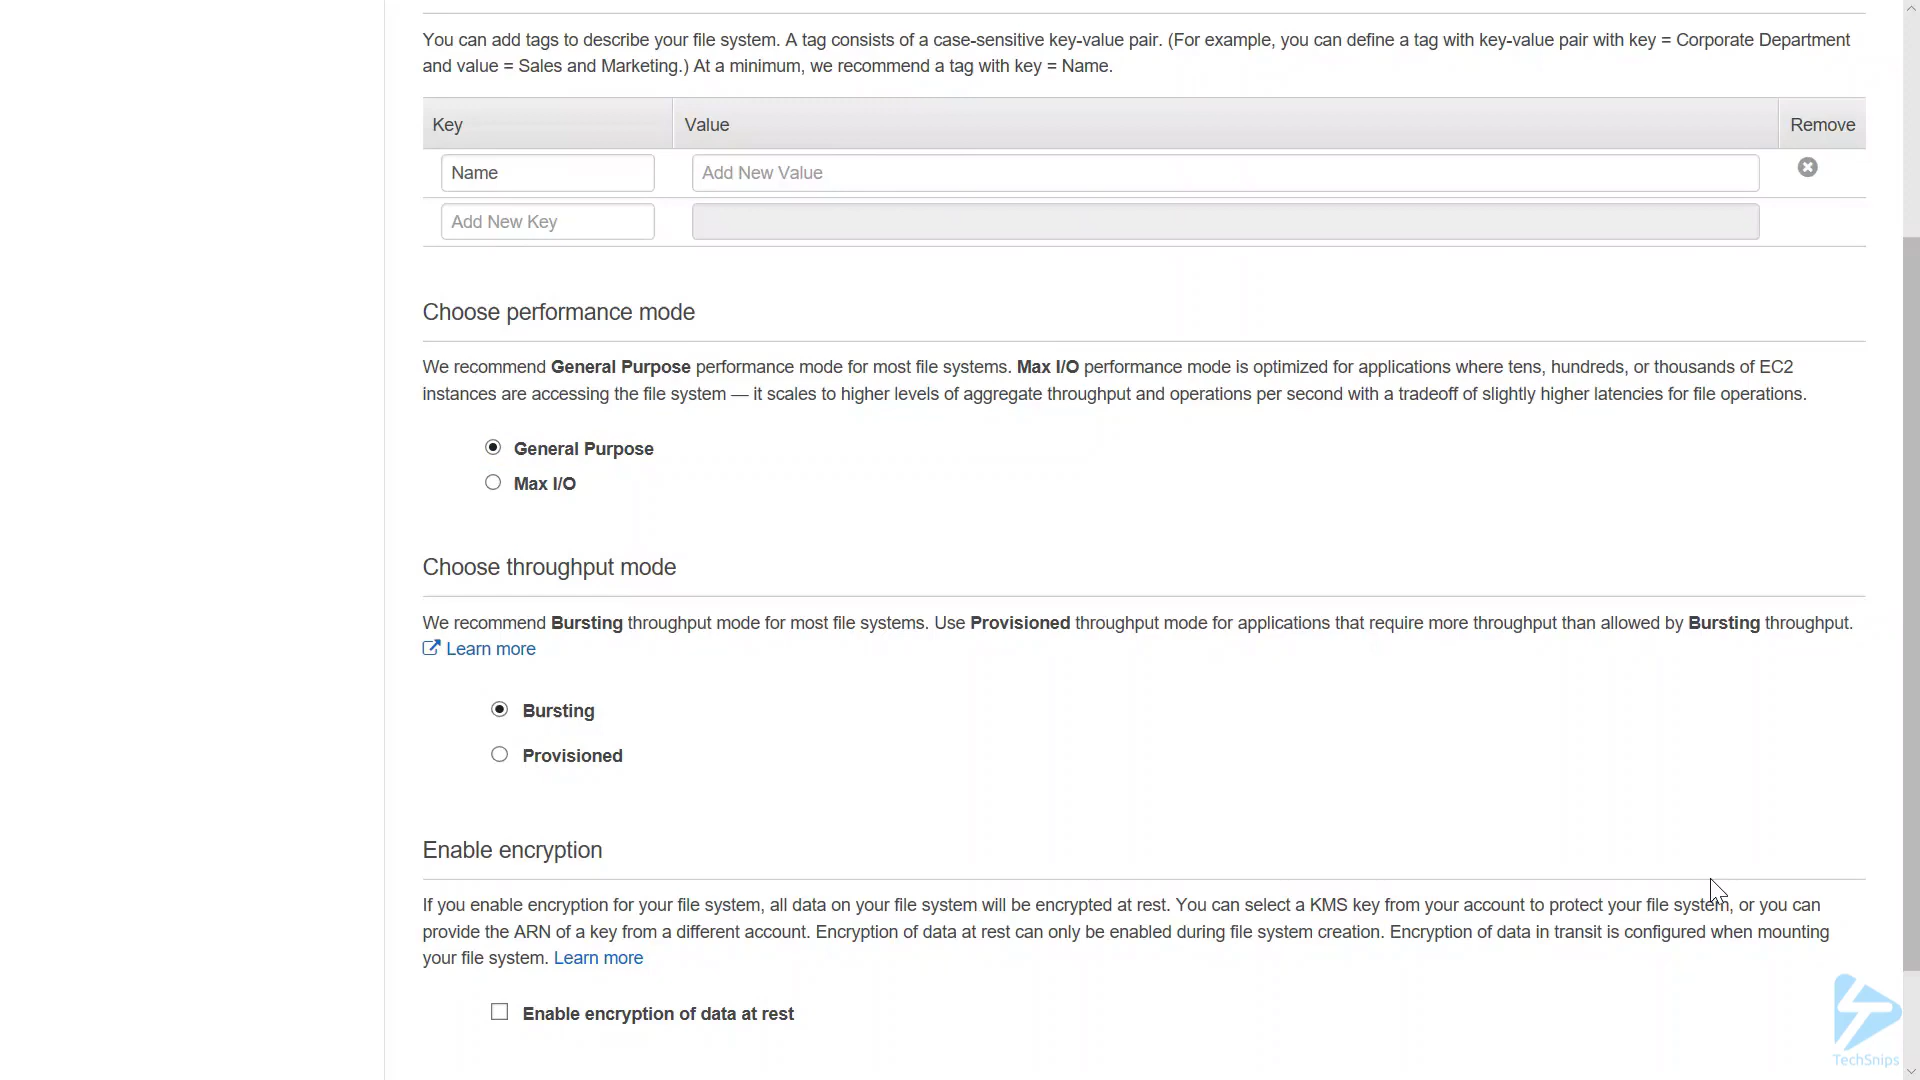 You can add tags to describe your file system. A tag consists of a case-sensitive key-value pair. (For example, you can define a tag with key-value pair with key = Corporate Department
and value = Sales and Marketing.) At a minimum, we recommend a tag with key = Name.
Key Value Remove
Name Add New Value
Add New Key
Choose performance mode
We recommend General Purpose performance mode for most file systems. Max I/O performance mode is optimized for applications where tens, hundreds, or thousands of EC2
instances are accessing the file system — it scales to higher levels of aggregate throughput and operations per second with a tradeoff of slightly higher latencies for file operations.
General Purpose
Max I/O
Choose throughput mode
We recommend Bursting throughput mode for most file systems. Use Provisioned throughput mode for applications that require more throughput than allowed by Bursting throughput.
Learn more
Bursting
Provisioned
Enable encryption
If you enable encryption for your file system, all data on your file system will be encrypted at rest. You can select a KMS key from your account to protect your file system, or you can
provide the ARN of a key from a different account. Encryption of data at rest can only be enabled during file system creation. Encryption of data in transit is configured when mounting
your file system. Learn more
Enable encryption of data at rest
TechSnips